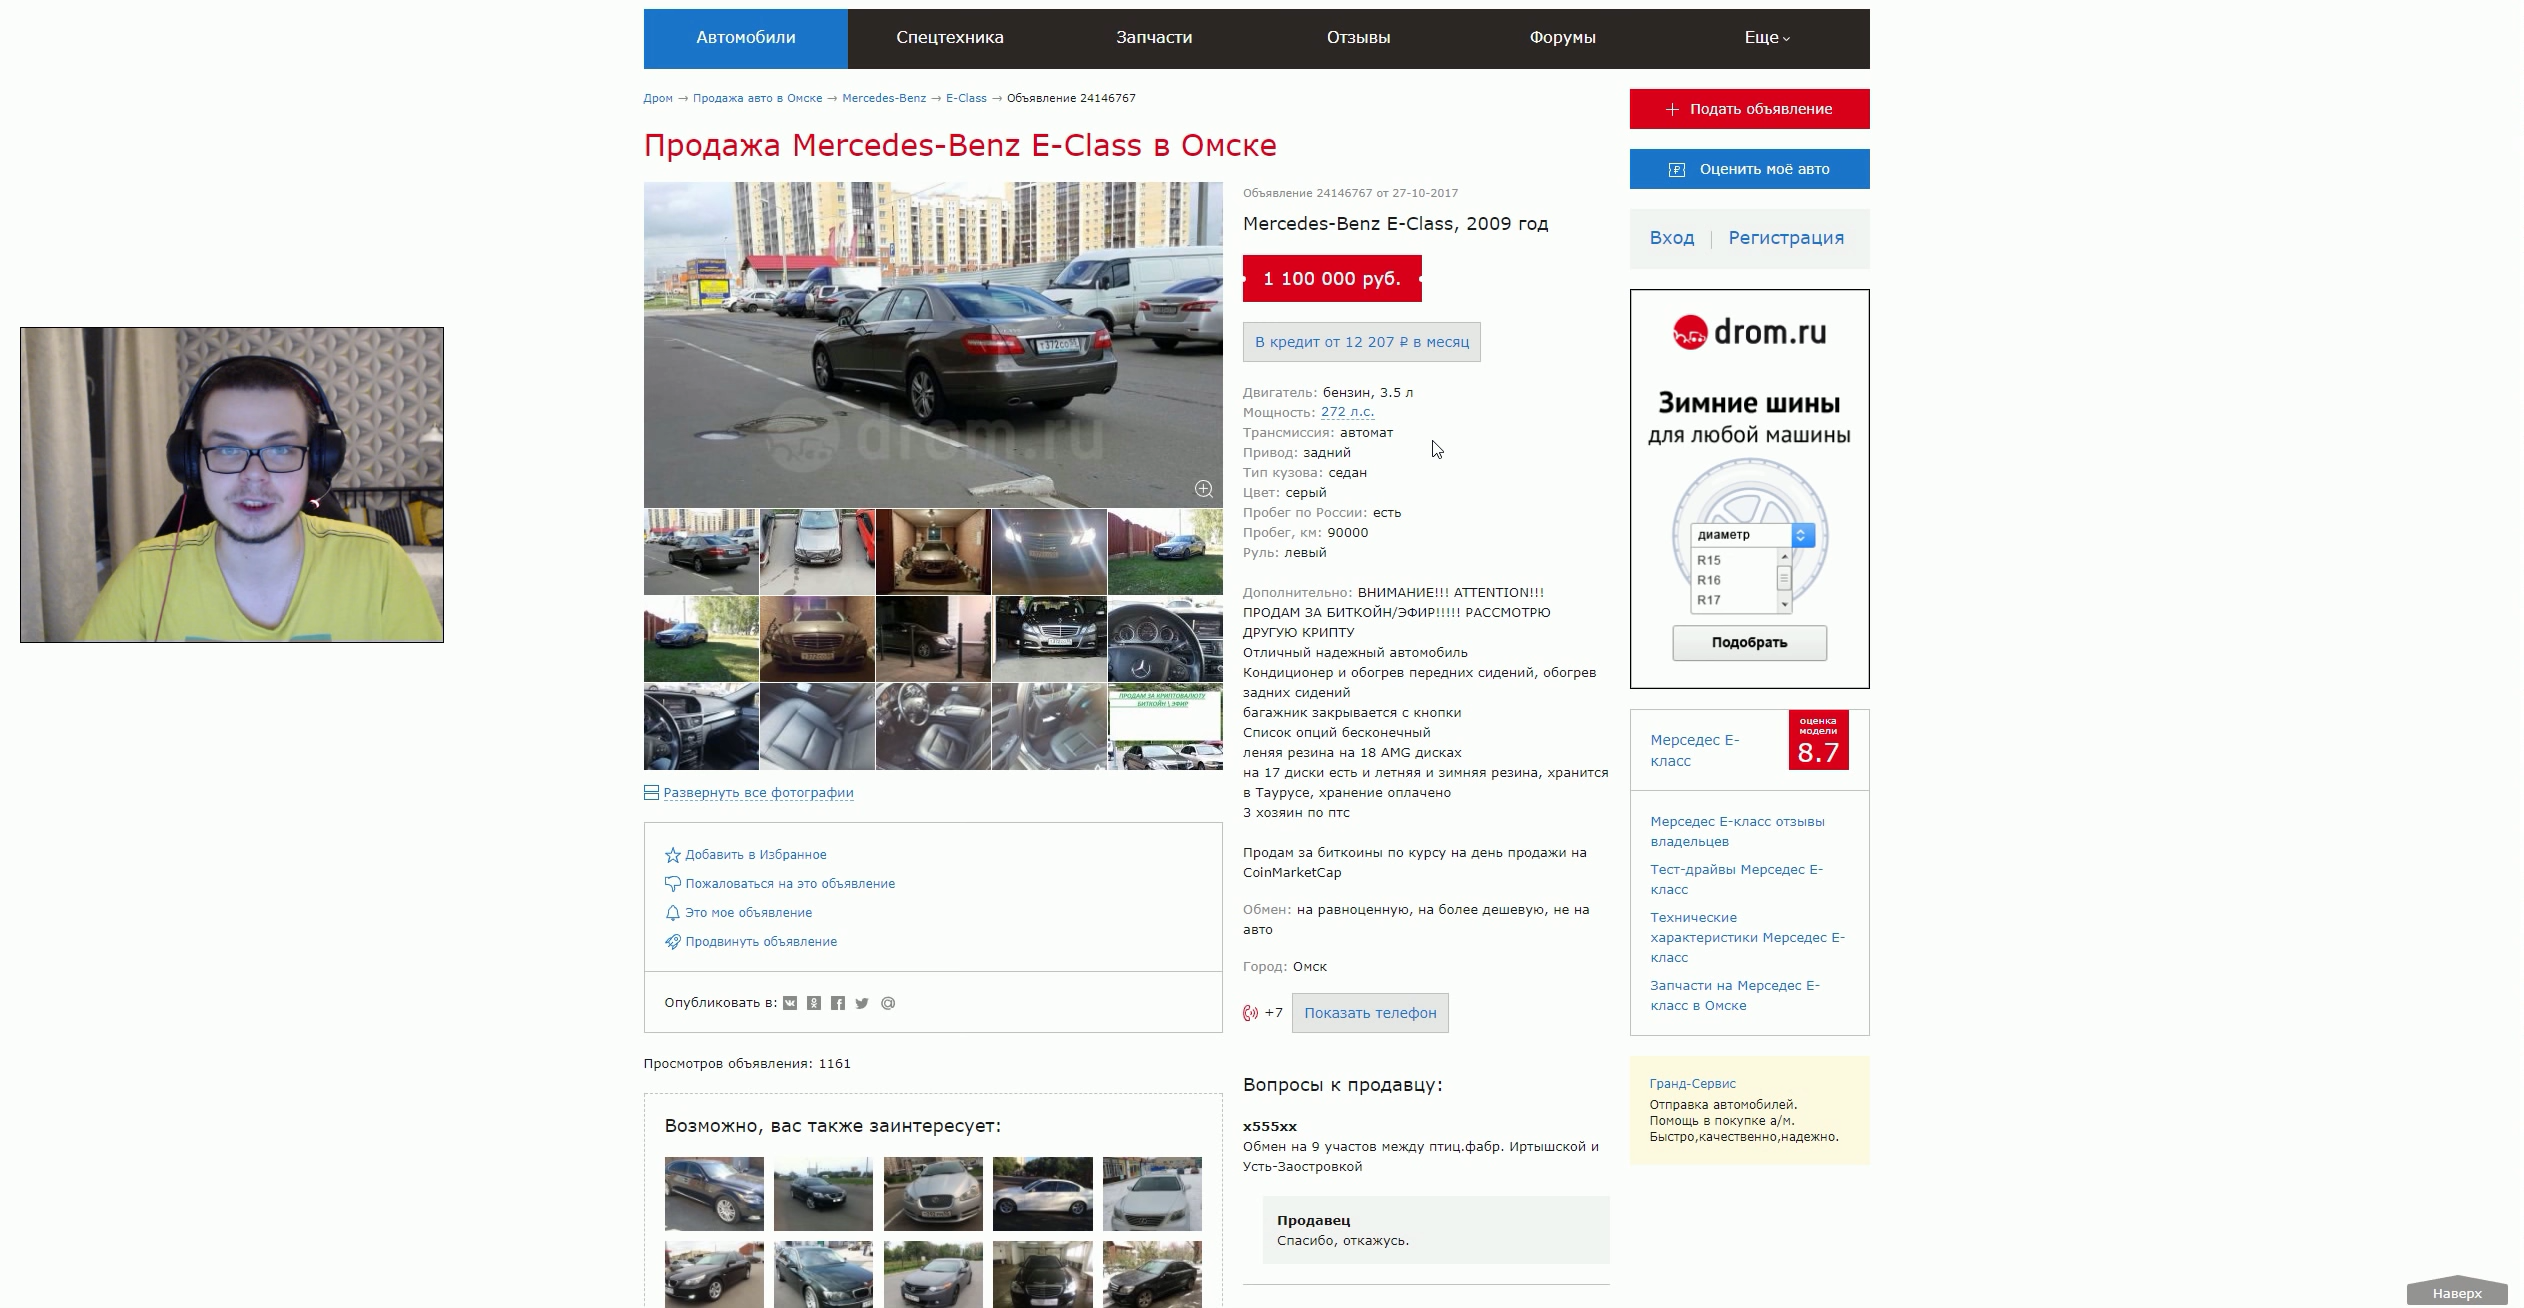 Автомобили
Спецтехника
Запчасти
Отзывы
Форумы
Еще
Дром → Продажа авто в Омске → Mercedes-Benz → E-Class → Объявление 24146767
Продажа Mercedes-Benz E-Class в Омске
drom.ru
Объявление 24146767 от 27-10-2017
Mercedes-Benz E-Class, 2009 год
1 100 000 руб.
В кредит от 12 207 ₽ в месяц
Двигатель: бензин, 3.5 л
Мощность: 272 л.с.
Трансмиссия: автомат
Привод: задний
Тип кузова: седан
Цвет: серый
Пробег по России: есть
Пробег, км: 90000
Руль: левый
Дополнительно: ВНИМАНИЕ!!! ATTENTION!!!
ПРОДАМ ЗА БИТКОЙН/ЭФИР!!!!! РАССМОТРЮ
ДРУГУЮ КРИПТУ
Отличный надежный автомобиль
Кондиционер и обогрев передних сидений, обогрев
задних сидений
багажник закрывается с кнопки
Список опций бесконечный
леняя резина на 18 AMG дисках
на 17 диски есть и летняя и зимняя резина, хранится
в Таурусе, хранение оплачено
3 хозяин по птс
Продам за биткоины по курсу на день продажи на
CoinMarketCap
Обмен: на равноценную, на более дешевую, не на
авто
Город: Омск
+7 Показать телефон
Вопросы к продавцу:
x555xx
Обмен на 9 участов между птиц.фабр. Иртышской и
Усть-Заостровкой
Продавец
Спасибо, откажусь.
ПРОДАМ ЗА КРИПТОВАЛЮТУ
БИТКОЙН \ ЭФИР
Развернуть все фотографии
Добавить в Избранное
Пожаловаться на это объявление
Это мое объявление
Продвинуть объявление
Опубликовать в:
Просмотров объявления: 1161
Возможно, вас также заинтересует:
Подать объявление
Оценить моё авто
Вход
Регистрация
drom.ru
Зимние шины
для любой машины
диаметр
R15
R16
R17
Подобрать
Мерседес Е-
класс
оценка
модели
8.7
Мерседес Е-класс отзывы
владельцев
Тест-драйвы Мерседес Е-
класс
Технические
характеристики Мерседес Е-
класс
Запчасти на Мерседес Е-
класс в Омске
Гранд-Сервис
Отправка автомобилей.
Помощь в покупке а/м.
Быстро,качественно,надежно.
Наверх